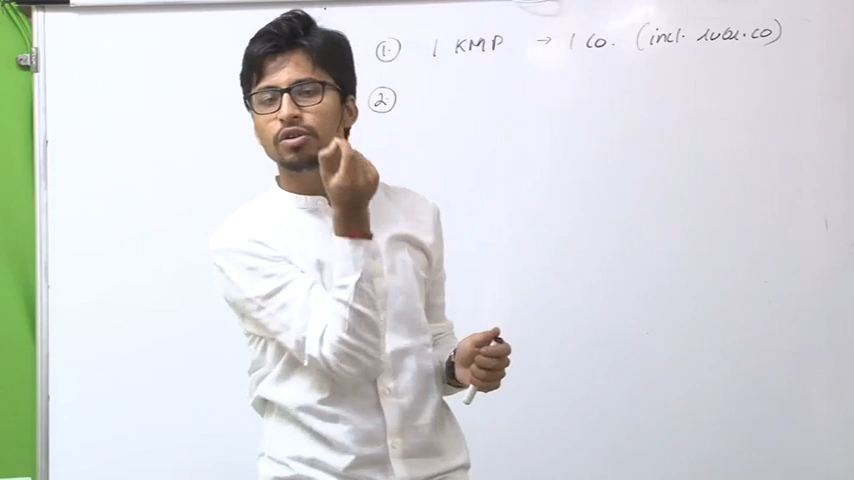 1. 1 KMP → 1 Co. (incl. subs. co)
2.